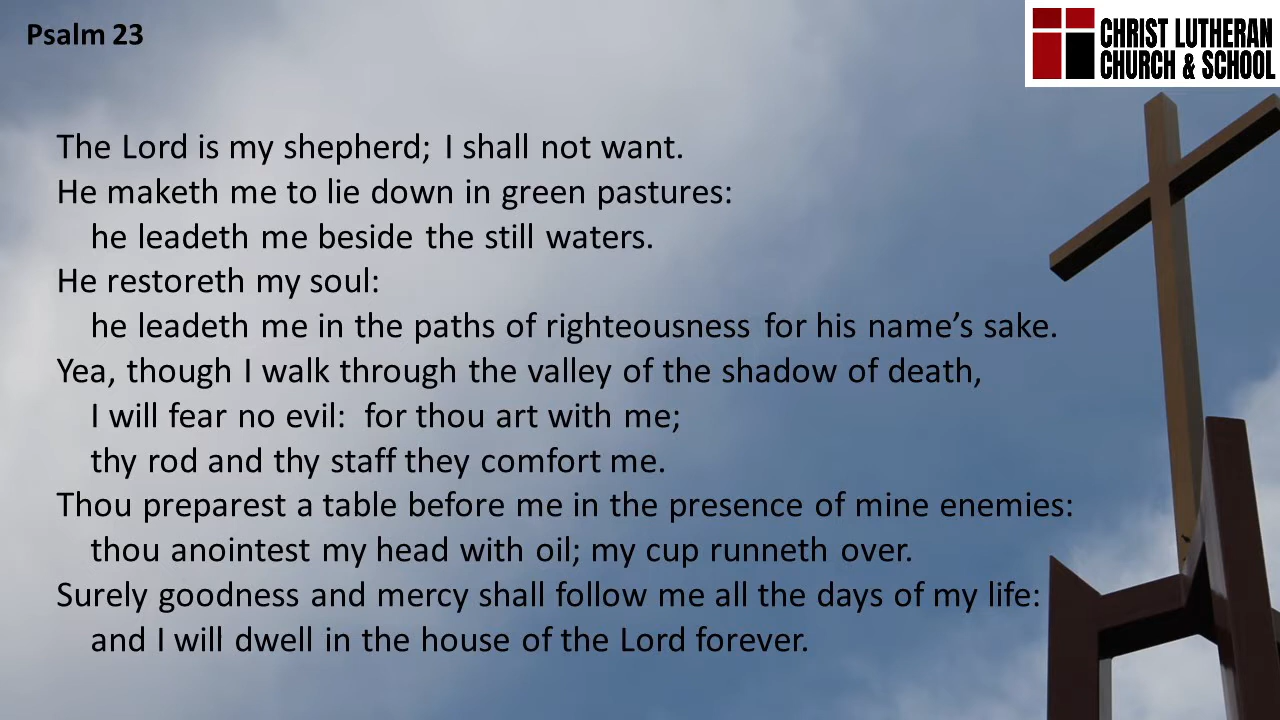 Psalm 23
CHRIST LUTHERAN
CHURCH & SCHOOL
The Lord is my shepherd; I shall not want.
He maketh me to lie down in green pastures:
he leadeth me beside the still waters.
He restoreth my soul:
he leadeth me in the paths of righteousness for his name’s sake.
Yea, though I walk through the valley of the shadow of death,
I will fear no evil: for thou art with me;
thy rod and thy staff they comfort me.
Thou preparest a table before me in the presence of mine enemies:
thou anointest my head with oil; my cup runneth over.
Surely goodness and mercy shall follow me all the days of my life:
and I will dwell in the house of the Lord forever.